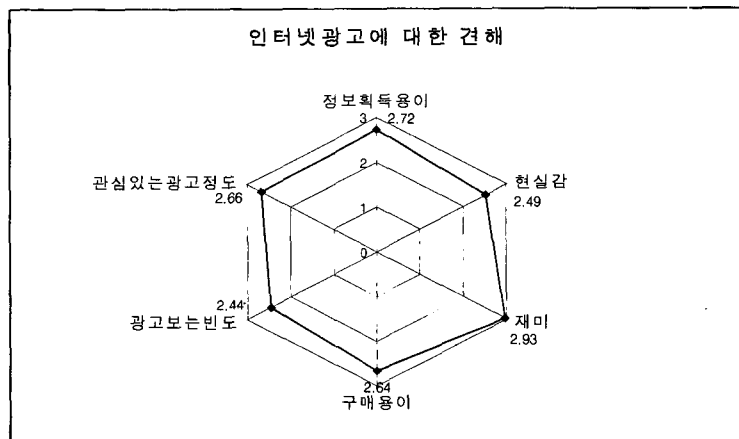 인터넷광고에 대한 견해
정보획득용이
3 2.72
관심있는광고정도
2.66
2
현실감
2.49
1
0
2.44
광고보는빈도
재미
2.93
2.64
구매용이